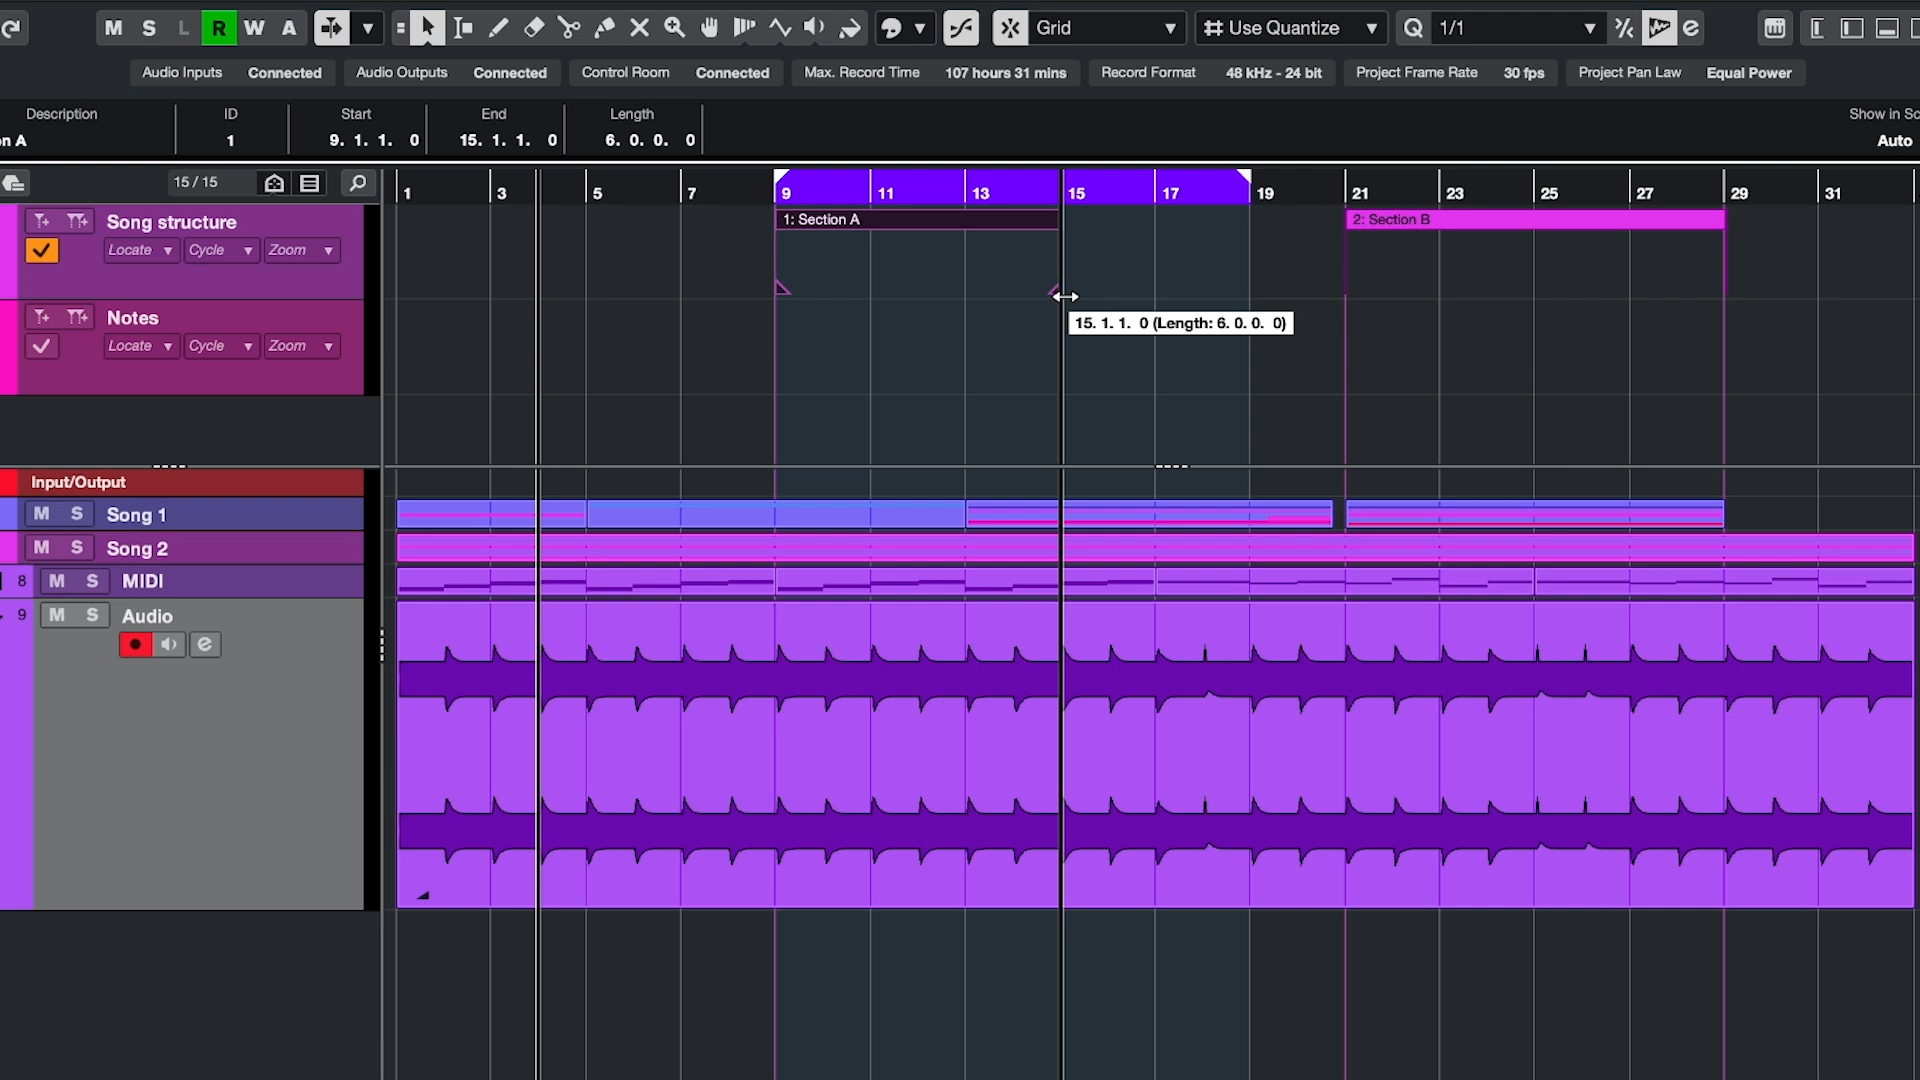 M S L R W A Grid Use Quantize Q 1/1 e
Audio Inputs Connected Audio Outputs Connected Control Room Connected Max. Record Time 107 hours 31 mins Record Format 48 kHz - 24 bit Project Frame Rate 30 fps Project Pan Law Equal Power
Description ID Start End Length Show in Sc
n A 1 9. 1. 1. 0 15. 1. 1. 0 6. 0. 0. 0 Auto
15 / 15 1 3 5 7 9 11 13 15 17 19 21 23 25 27 29 31
Song structure 1: Section A 2: Section B
Locate Cycle Zoom
Notes 15. 1. 1. 0 (Length: 6. 0. 0. 0)
Locate Cycle Zoom
Input/Output
M S Song 1
M S Song 2
8 M S MIDI
9 M S Audio
e